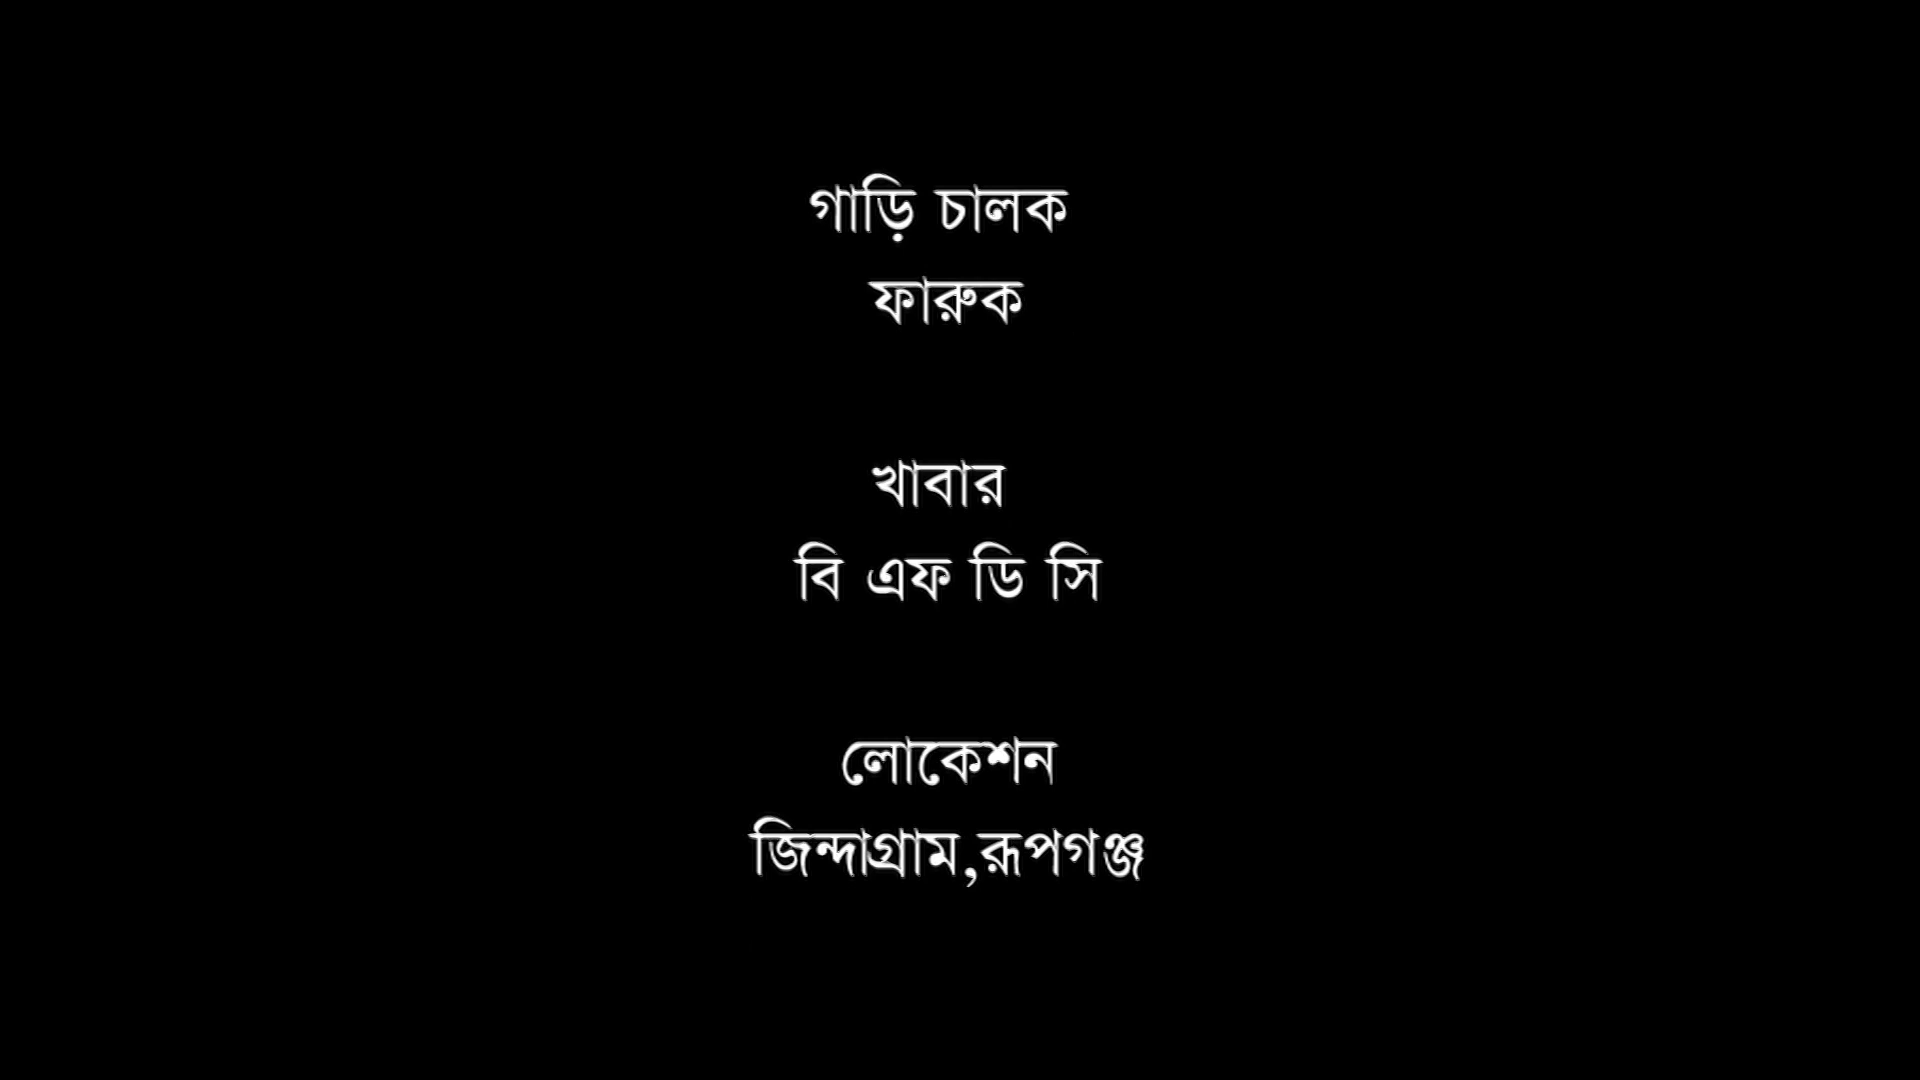 গাড়ি চালক
ফারুক
খাবার
বি এফ ডি সি
লোকেশন
জিন্দাগ্রাম,রূপগঞ্জ